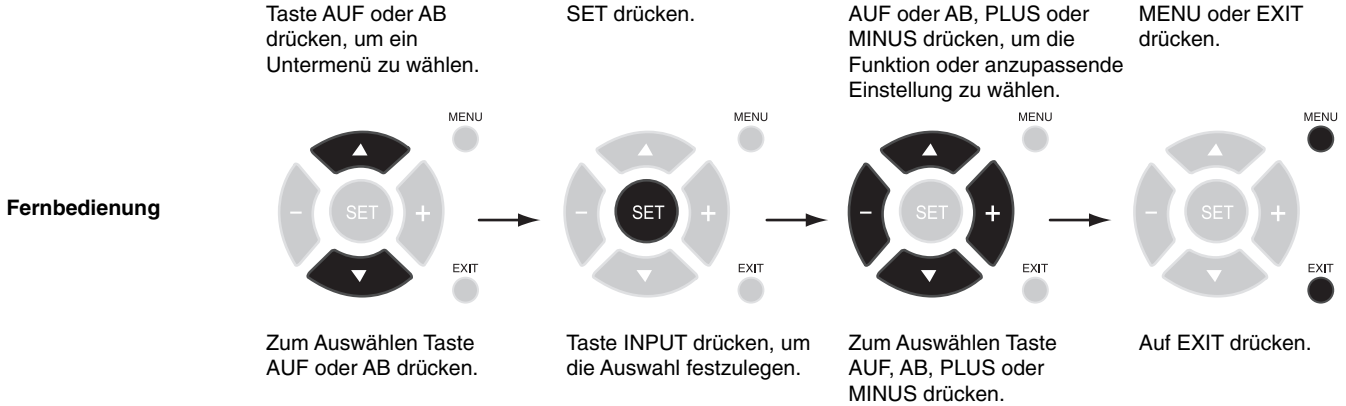 Taste AUF oder AB
drücken, um ein
Untermenü zu wählen.
SET drücken.
AUF oder AB, PLUS oder
MINUS drücken, um die
Funktion oder anzupassende
Einstellung zu wählen.
MENU oder EXIT
drücken.
Fernbedienung
MENU
- SET +
EXIT
MENU
- SET +
EXIT
MENU
- SET +
EXIT
MENU
- SET +
EXIT
Zum Auswählen Taste
AUF oder AB drücken.
Taste INPUT drücken, um
die Auswahl festzulegen.
Zum Auswählen Taste
AUF, AB, PLUS oder
MINUS drücken.
Auf EXIT drücken.